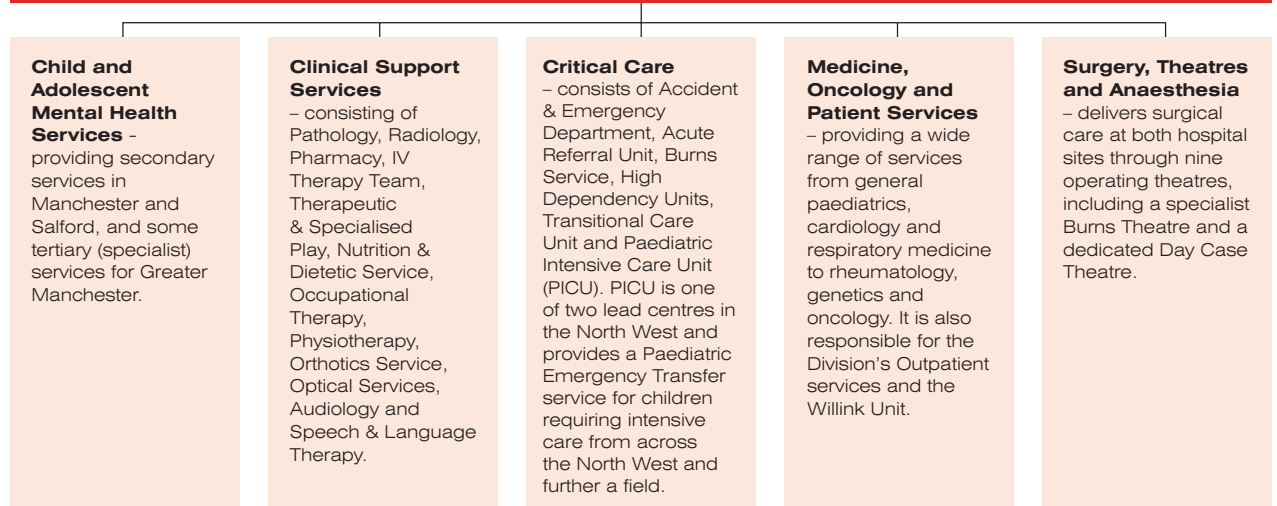 Child and
Adolescent
Mental Health
Services -
providing secondary
services in
Manchester and
Salford, and some
tertiary (specialist)
services for Greater
Manchester.
Clinical Support
Services
– consisting of
Pathology, Radiology,
Pharmacy, IV
Therapy Team,
Therapeutic
& Specialised
Play, Nutrition &
Dietetic Service,
Occupational
Therapy,
Physiotherapy,
Orthotics Service,
Optical Services,
Audiology and
Speech & Language
Therapy.
Critical Care
– consists of Accident
& Emergency
Department, Acute
Referral Unit, Burns
Service, High
Dependency Units,
Transitional Care
Unit and Paediatric
Intensive Care Unit
(PICU). PICU is one
of two lead centres in
the North West and
provides a Paediatric
Emergency Transfer
service for children
requiring intensive
care from across
the North West and
further a field.
Medicine,
Oncology and
Patient Services
– providing a wide
range of services
from general
paediatrics,
cardiology and
respiratory medicine
to rheumatology,
genetics and
oncology. It is also
responsible for the
Division's Outpatient
services and the
Willink Unit.
Surgery, Theatres
and Anaesthesia
– delivers surgical
care at both hospital
sites through nine
operating theatres,
including a specialist
Burns Theatre and a
dedicated Day Case
Theatre.